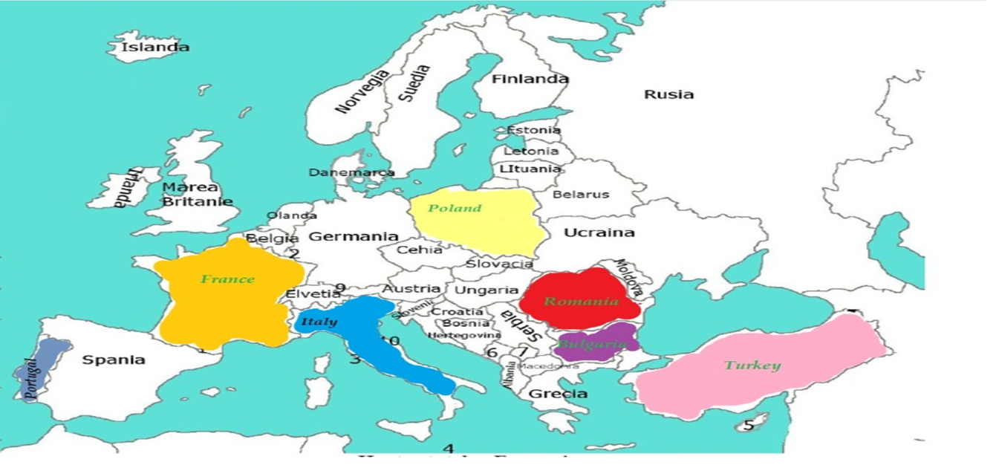 Islanda
Norvegia
Suedia
Finlanda
Rusia
Estonia
Letonia
LItuania
Danemarca
Irlanda
Marea
Britanie
Belarus
Olanda
Poland
Belgia
Germania
Ucraina
2
Cehia
Slovacia
France
Moldova
Elvetia
9
Austria
Ungaria
Romania
Italy
Slovenia
Croatia
Serbia
Bosnia
Hertegovina
10
Bulgaria
1
Spania
3
6
7
Macedonia
Turkey
Portugal
Albania
Grecia
5
4